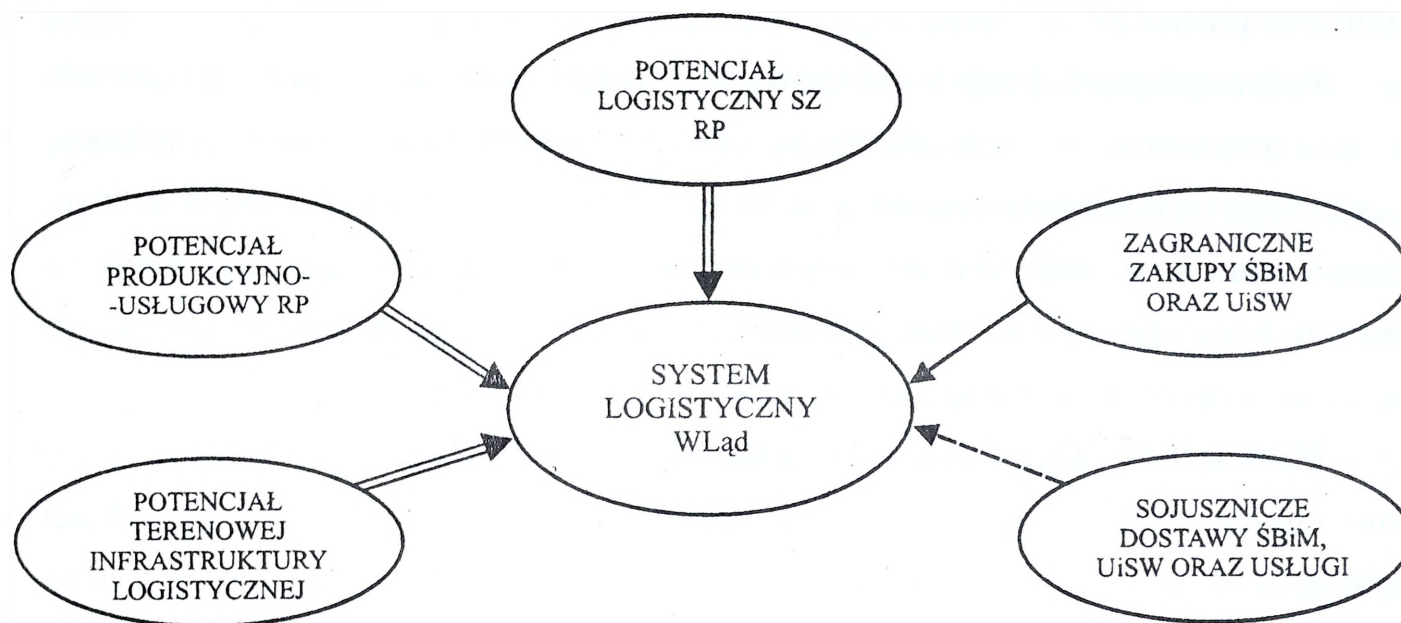 POTENCJAŁ
LOGISTYCZNY SZ
RP
POTENCJAŁ
PRODUKCYJNO-
-USŁUGOWY RP
ZAGRANICZNE
ZAKUPY ŚBiM
ORAZ UiSW
SYSTEM
LOGISTYCZNY
WLąd
POTENCJAŁ
TERENOWEJ
INFRASTRUKTURY
LOGISTYCZNEJ
SOJUSZNICZE
DOSTAWY ŚBiM,
UiSW ORAZ USŁUGI